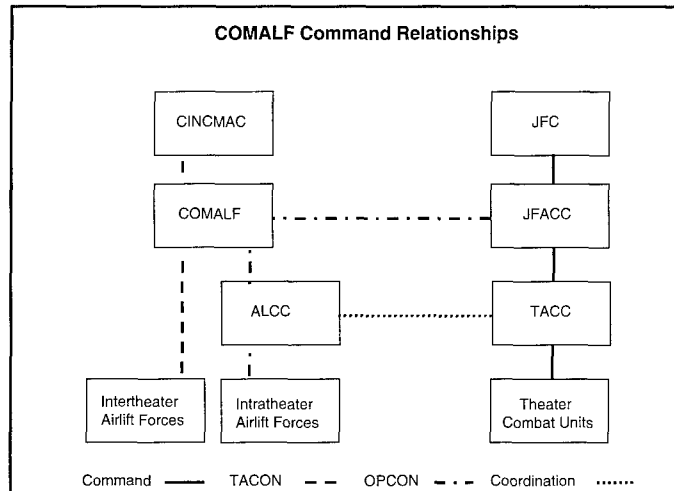 COMALF Command Relationships
CINCMAC
JFC
COMALF
JFACC
ALCC
TACC
Intertheater
Airlift Forces
Intratheater
Airlift Forces
Theater
Combat Units
Command
TACON
OPCON
Coordination